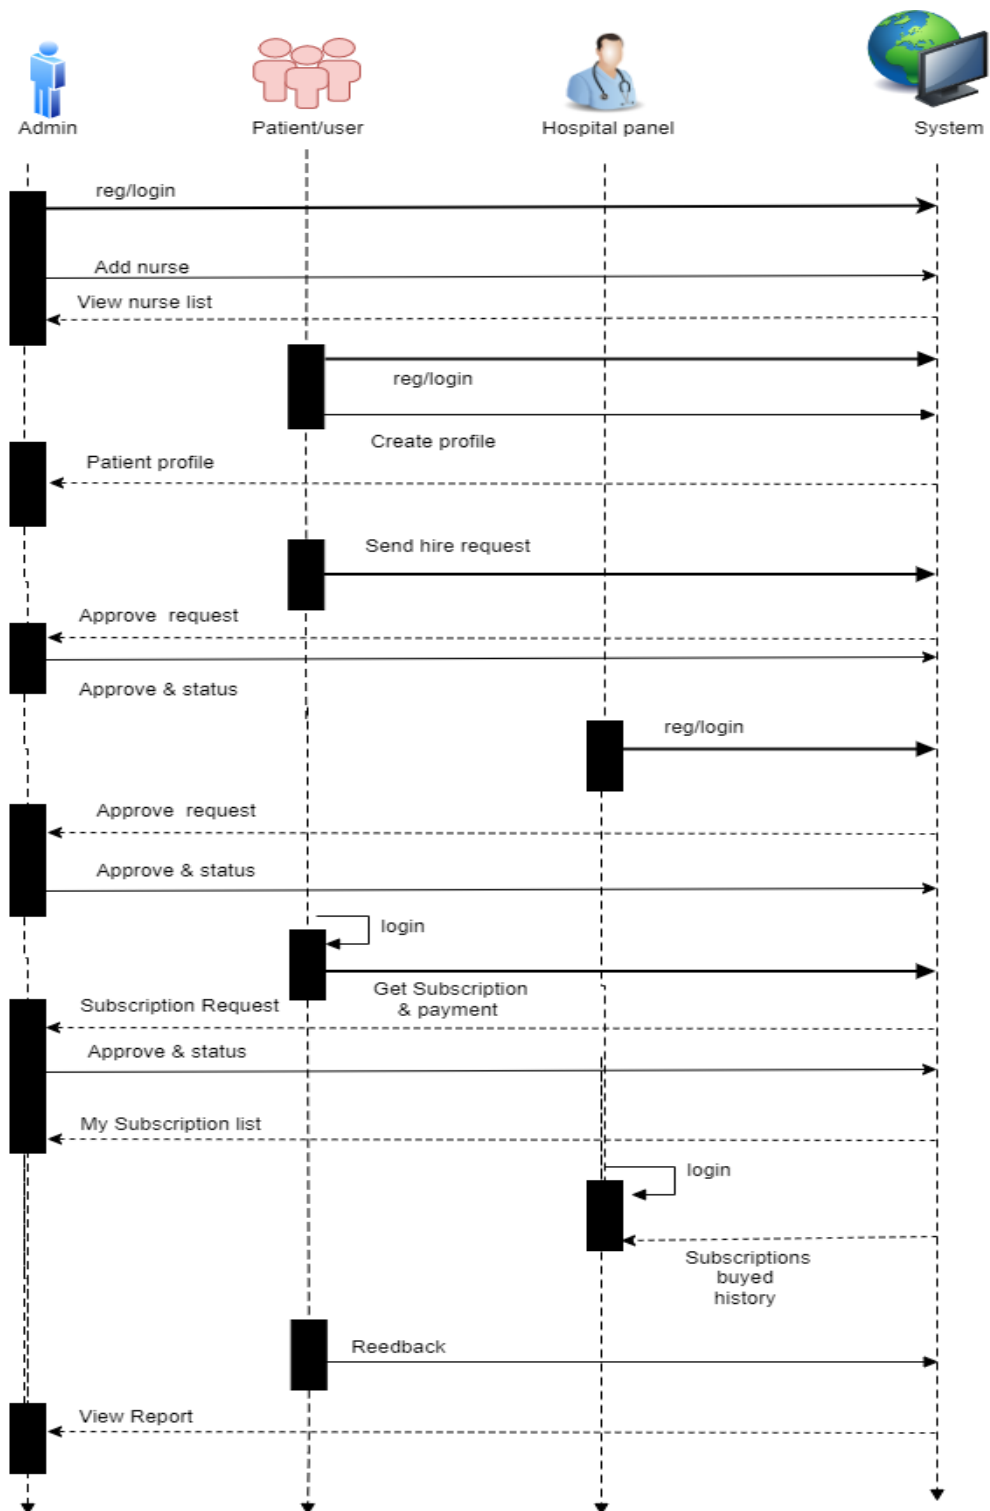 Admin
Patient/user
Hospital panel
System
reg/login
Add nurse
View nurse list
reg/login
Create profile
Patient profile
Send hire request
Approve  request
Approve & status
reg/login
Approve  request
Approve & status
login
Get Subscription
& payment
Subscription Request
Approve & status
My Subscription list
login
Subscriptions
buyed
history
Reedback
View Report